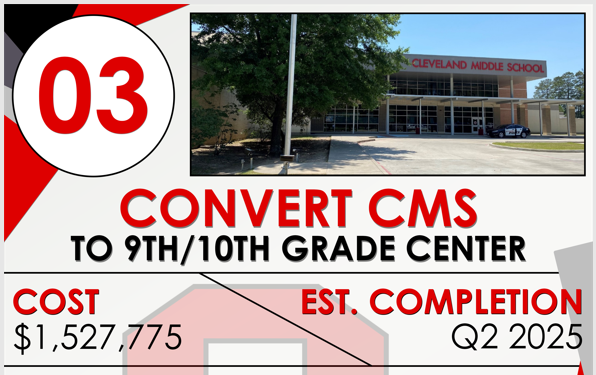 03
CLEVELAND MIDDLE SCHOOL
CONVERT CMS
TO 9TH/10TH GRADE CENTER
COST
$1,527,775
EST. COMPLETION
Q2 2025